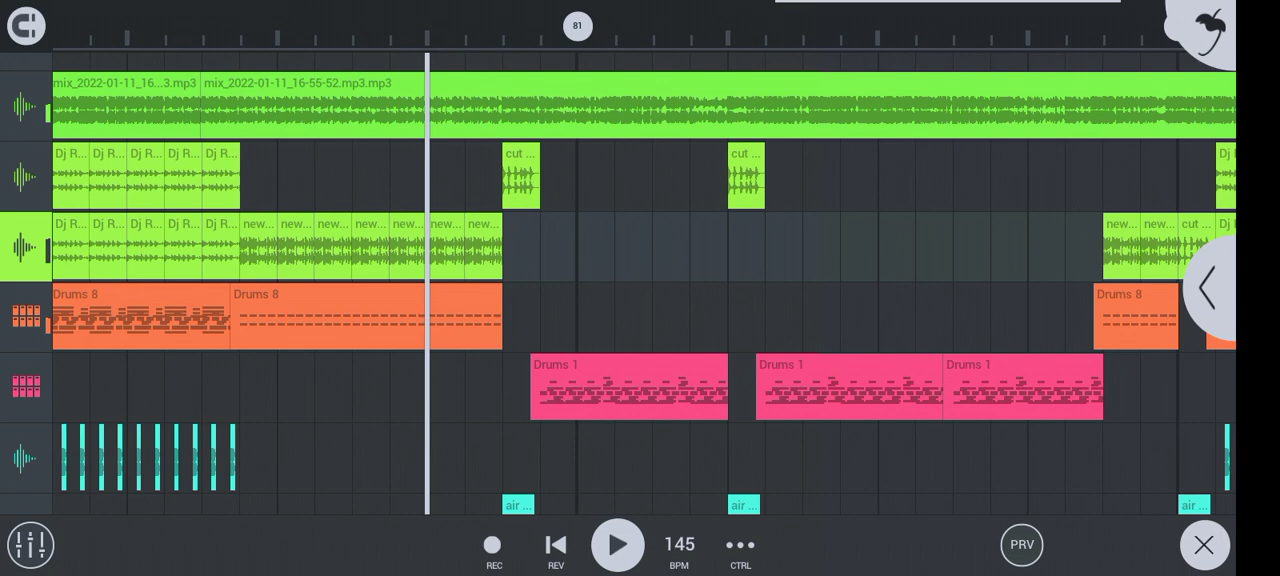 81
mix_2022-01-11_16...3.mp3 mix_2022-01-11_16-55-52.mp3.mp3
Dj R... Dj R... Dj R... Dj R... Dj R... cut ... cut ... Dj
Dj R... Dj R... Dj R... Dj R... Dj R... new... new... new... new... new... new... new... new... new... cut ... Dj
Drums 8 Drums 8 Drums 8
Drums 1 Drums 1 Drums 1
air ... air ... air ...
145 PRV
REC REV BPM CTRL